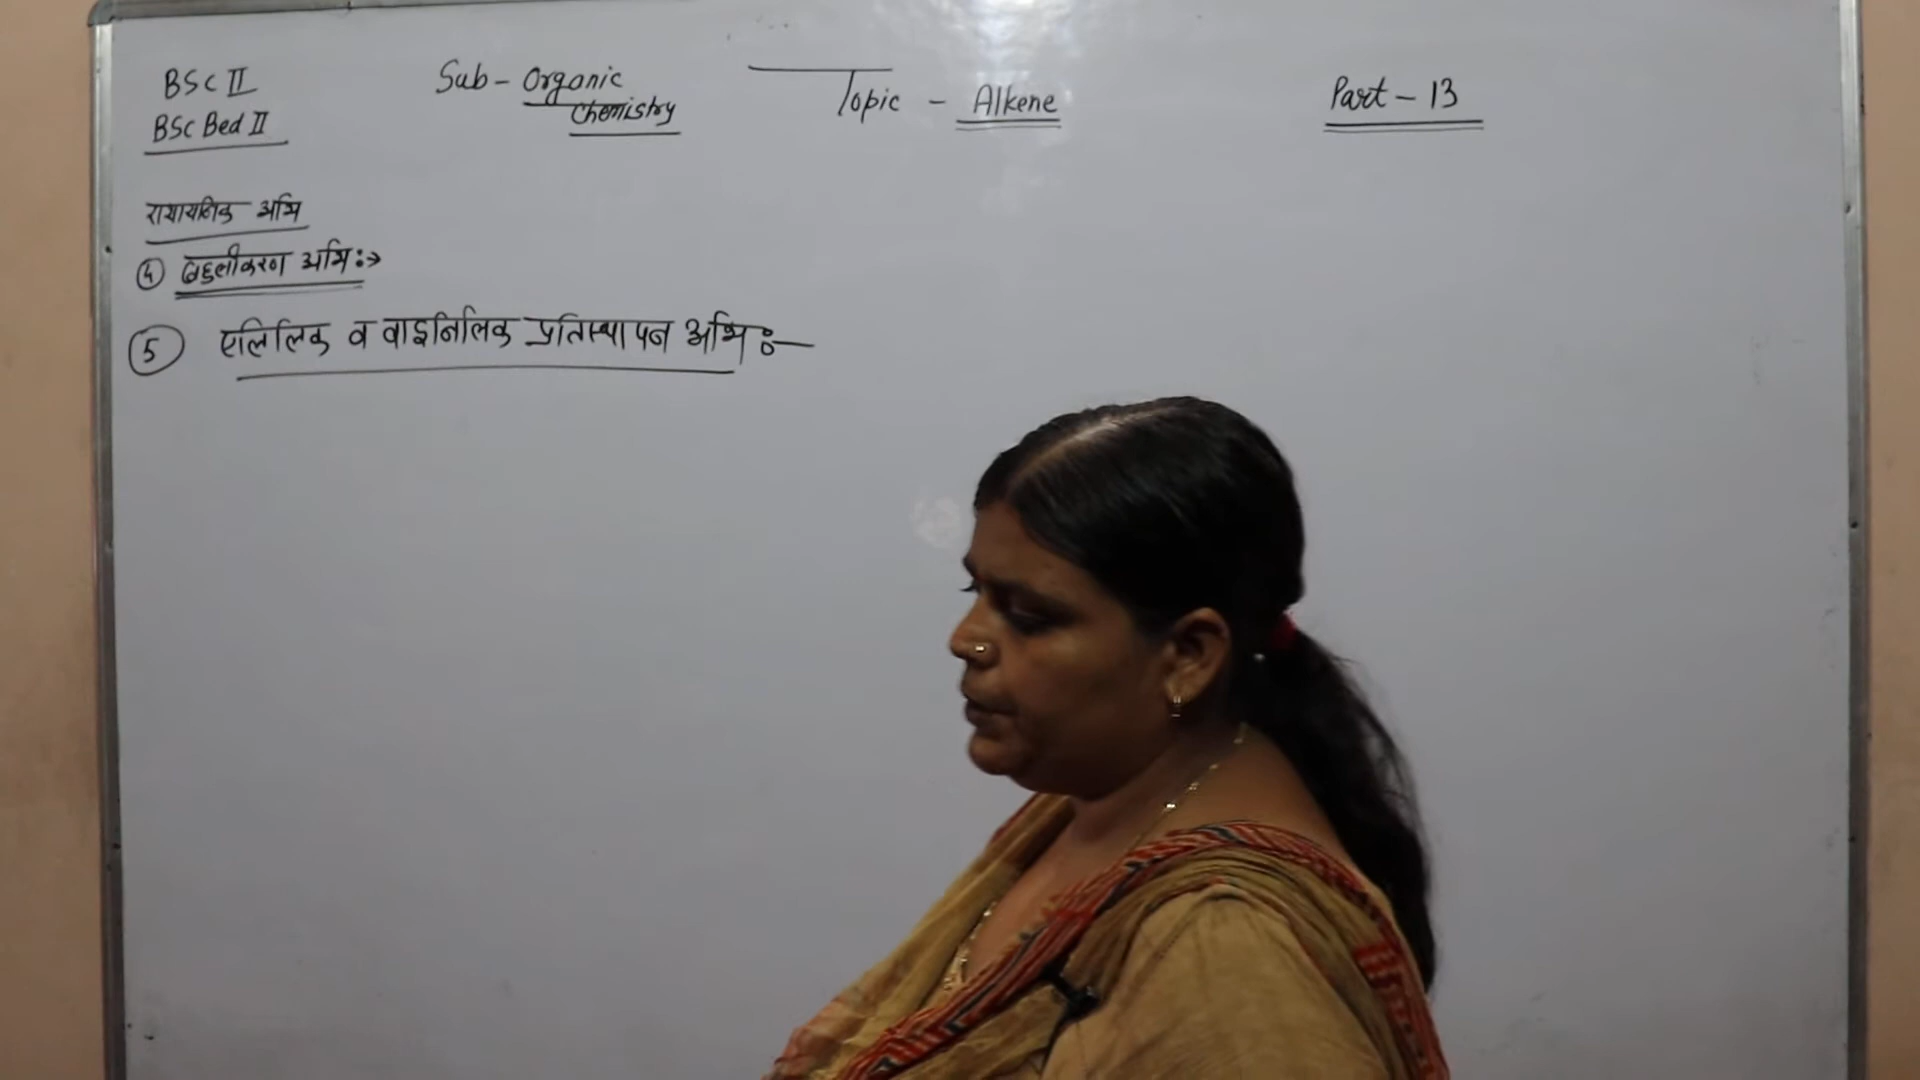 BSc II
BSc Bed II
Sub - Organic
Chemistry
Topic - Alkene
Part - 13
रासायनिक अभि
④ बहुलीकरण अभि :→
⑤ एलिलिक व वाइनिलिक प्रतिस्थापन अभि :-